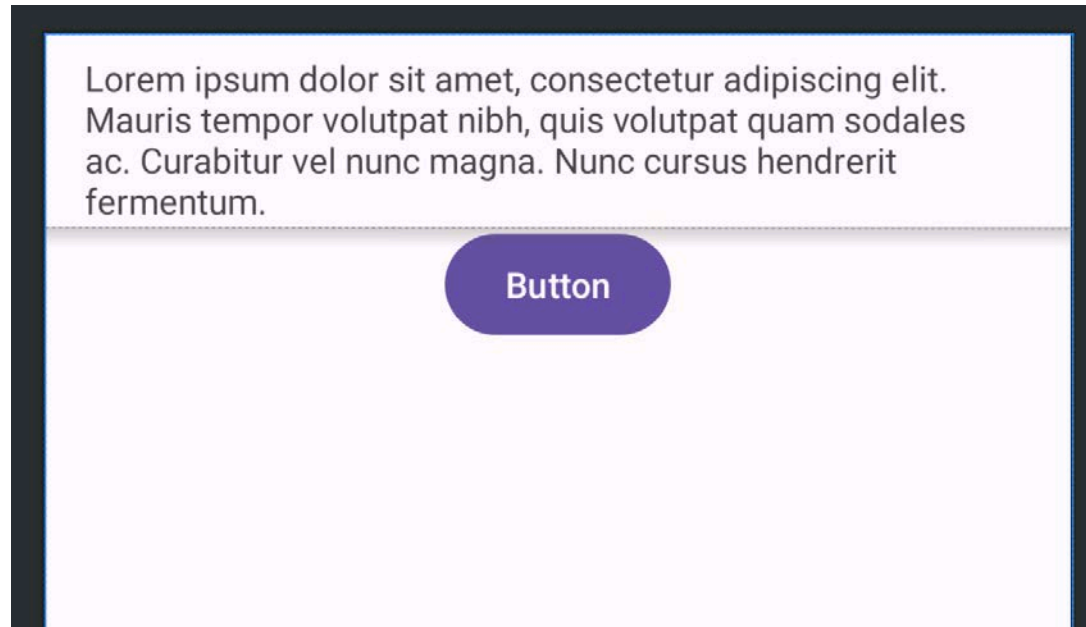 Lorem ipsum dolor sit amet, consectetur adipiscing elit.
Mauris tempor volutpat nibh, quis volutpat quam sodales
ac. Curabitur vel nunc magna. Nunc cursus hendrerit
fermentum.
Button